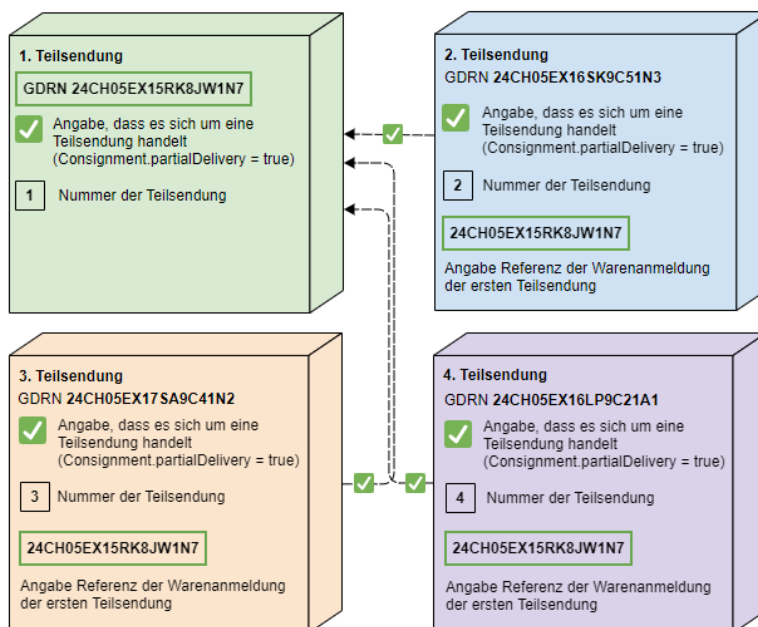 1. Teilsendung
GDRN 24CH05EX15RK8JW1N7
Angabe, dass es sich um eine
Teilsendung handelt
(Consignment.partialDelivery = true)
1
Nummer der Teilsendung
2. Teilsendung
GDRN 24CH05EX16SK9C51N3
Angabe, dass es sich um eine
Teilsendung handelt
(Consignment.partialDelivery = true)
2
Nummer der Teilsendung
24CH05EX15RK8JW1N7
Angabe Referenz der Warenanmeldung
der ersten Teilsendung
3. Teilsendung
GDRN 24CH05EX17SA9C41N2
Angabe, dass es sich um eine
Teilsendung handelt
(Consignment.partialDelivery = true)
3
Nummer der Teilsendung
24CH05EX15RK8JW1N7
Angabe Referenz der Warenanmeldung
der ersten Teilsendung
4. Teilsendung
GDRN 24CH05EX16LP9C21A1
Angabe, dass es sich um eine
Teilsendung handelt
(Consignment.partialDelivery = true)
4
Nummer der Teilsendung
24CH05EX15RK8JW1N7
Angabe Referenz der Warenanmeldung
der ersten Teilsendung